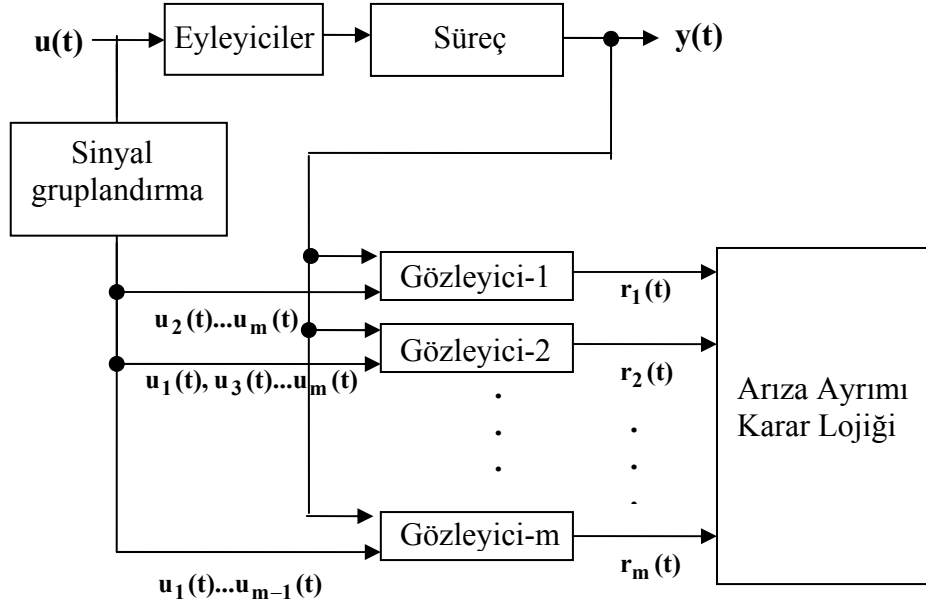 u(t)
Eyleyiciler
Süreç
y(t)
Sinyal
gruplandırma
Gözleyici-1
r₁(t)
u₂(t)...uₘ(t)
Gözleyici-2
r₂(t)
u₁(t), u₃(t)...uₘ(t)
Arıza Ayrımı
Karar Lojiği
Gözleyici-m
rₘ(t)
u₁(t)...uₘ₋₁(t)